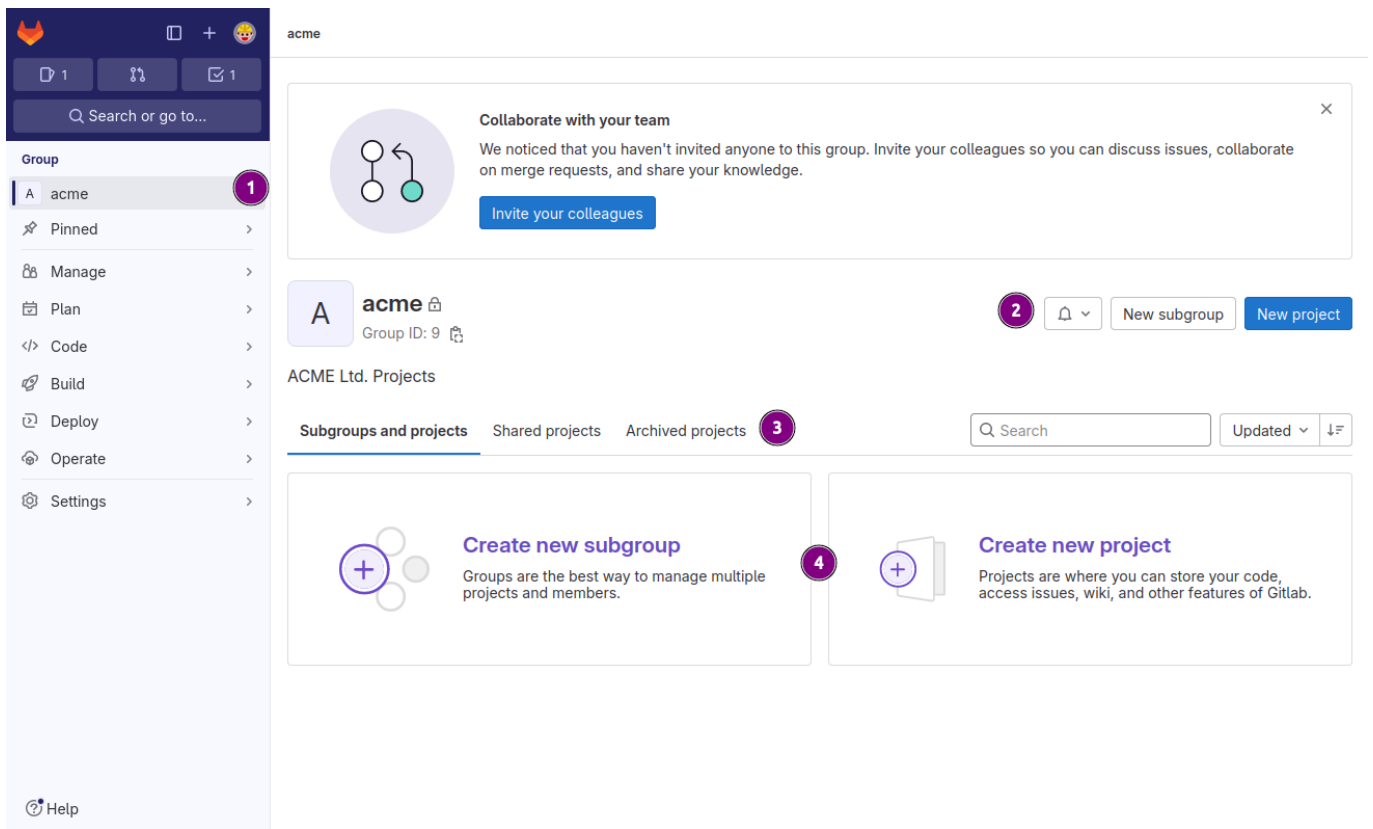 acme
1
1
Search or go to...
Group
A acme
1
Pinned
Manage
Plan
Code
Build
Deploy
Operate
Settings
Help
Collaborate with your team
We noticed that you haven't invited anyone to this group. Invite your colleagues so you can discuss issues, collaborate
on merge requests, and share your knowledge.
Invite your colleagues
A
acme
Group ID: 9
2
New subgroup
New project
ACME Ltd. Projects
Subgroups and projects
Shared projects
Archived projects
3
Search
Updated
Create new subgroup
Groups are the best way to manage multiple
projects and members.
4
Create new project
Projects are where you can store your code,
access issues, wiki, and other features of Gitlab.